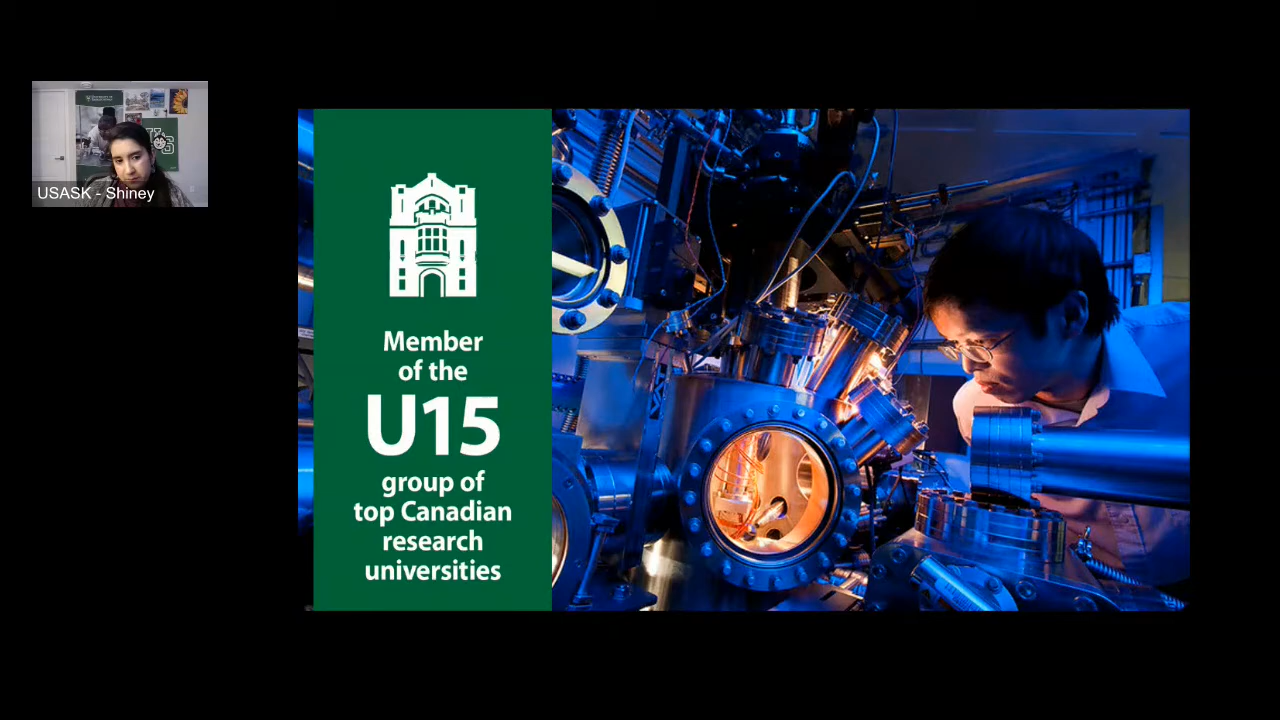 USASK - Shiney
Member
of the
U15
group of
top Canadian
research
universities